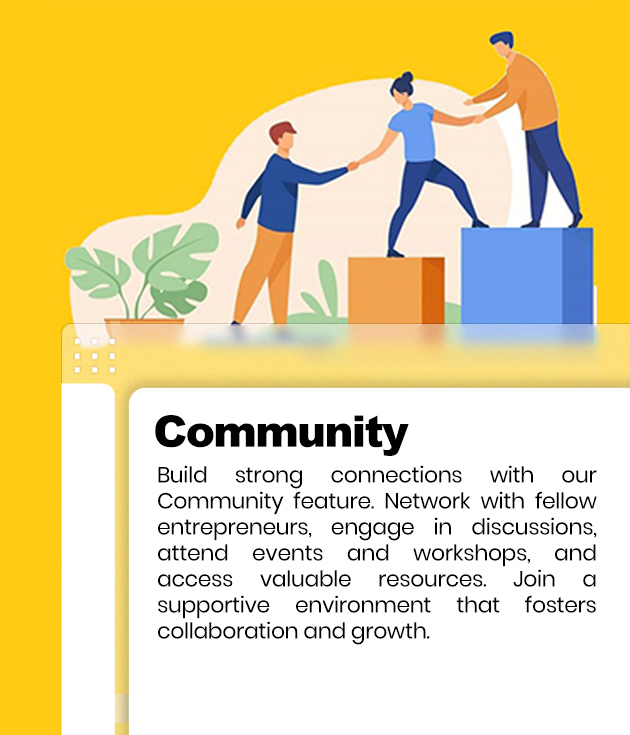 Community
Build strong connections with our
Community feature. Network with fellow
entrepreneurs, engage in discussions,
attend events and workshops, and
access valuable resources. Join a
supportive environment that fosters
collaboration and growth.